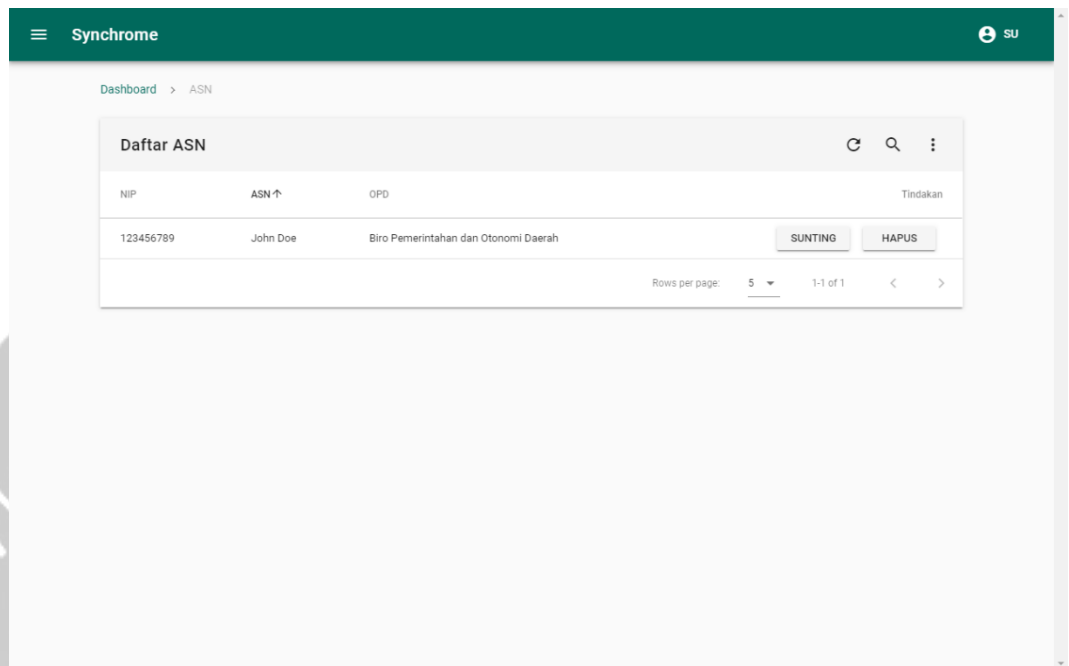 Synchrome SU
Dashboard > ASN
Daftar ASN
NIP ASN↑ OPD Tindakan
123456789 John Doe Biro Pemerintahan dan Otonomi Daerah SUNTING HAPUS
Rows per page: 5 1-1 of 1